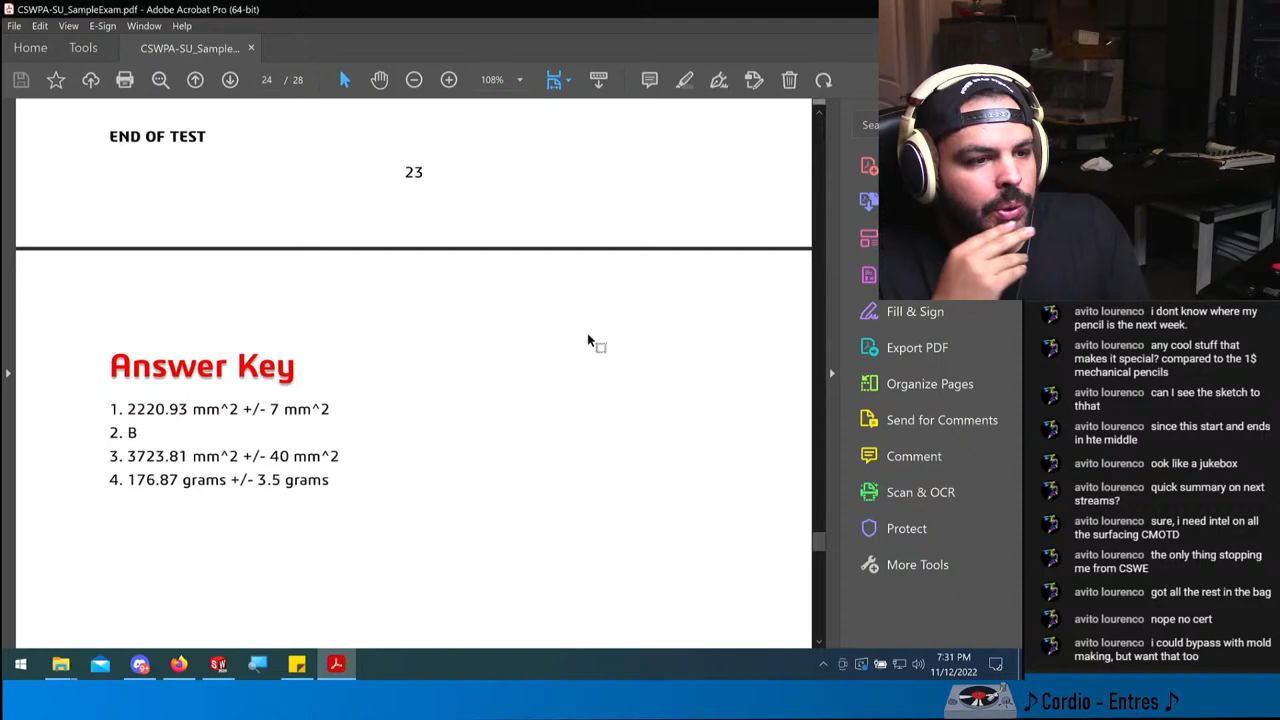 CSWPA-SU_SampleExam.pdf - Adobe Acrobat Pro (64-bit)
File Edit View E-Sign Window Help
Home Tools CSWPA-SU_Sample... ×
24 / 28 108%
END OF TEST
23
Answer Key
1. 2220.93 mm^2 +/- 7 mm^2
2. B
3. 3723.81 mm^2 +/- 40 mm^2
4. 176.87 grams +/- 3.5 grams
Sea
Fill & Sign
Export PDF
Organize Pages
Send for Comments
Comment
Scan & OCR
Protect
More Tools
avito lourenco i dont know where my
pencil is the next week.
avito lourenco any cool stuff that
makes it special? compared to the 1$
mechanical pencils
avito lourenco can I see the sketch to
thhat
avito lourenco since this start and ends
in hte middle
avito lourenco ook like a jukebox
avito lourenco quick summary on next
streams?
avito lourenco sure, i need intel on all
the surfacing CMOTD
avito lourenco the only thing stopping
me from CSWE
avito lourenco got all the rest in the bag
avito lourenco nope no cert
avito lourenco i could bypass with mold
making, but want that too
7:31 PM
11/12/2022
♪ Cordio - Entres ♪